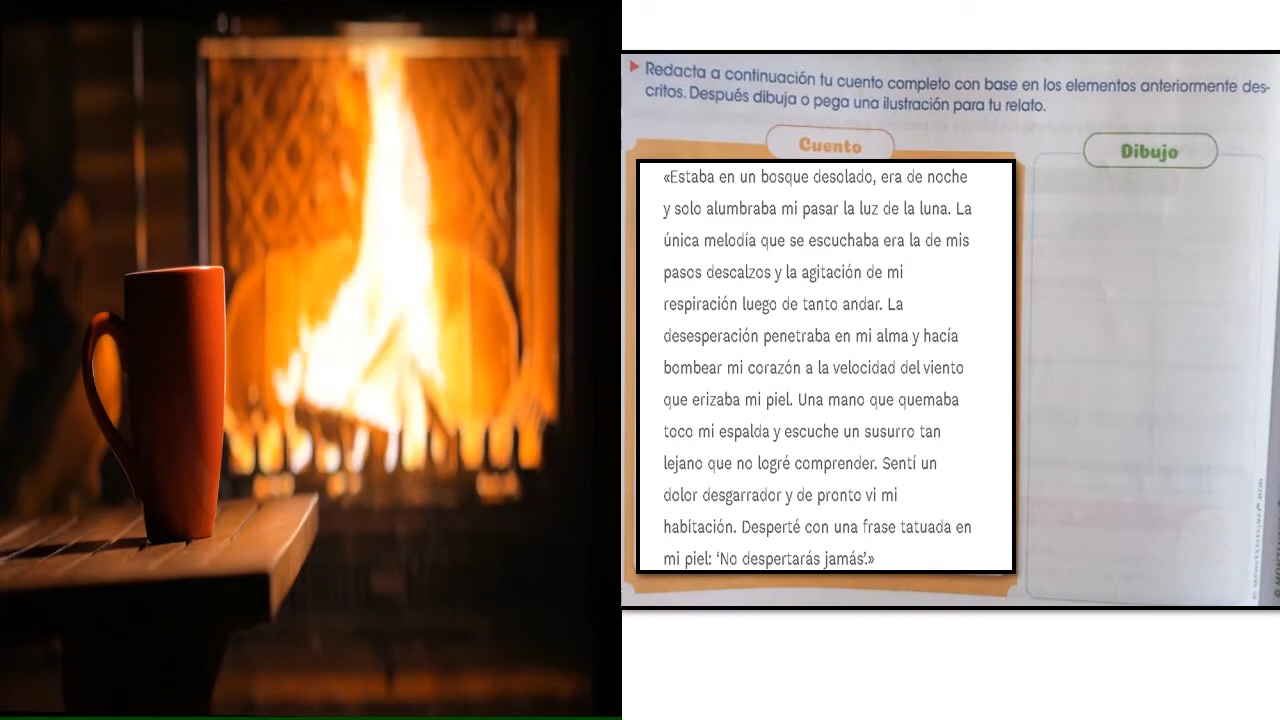 Redacta a continuación tu cuento completo con base en los elementos anteriormente des-
critos. Después dibuja o pega una ilustración para tu relato.
Cuento
«Estaba en un bosque desolado, era de noche
y solo alumbraba mi pasar la luz de la luna. La
única melodía que se escuchaba era la de mis
pasos descalzos y la agitación de mi
respiración luego de tanto andar. La
desesperación penetraba en mi alma y hacía
bombear mi corazón a la velocidad del viento
que erizaba mi piel. Una mano que quemaba
toco mi espalda y escuche un susurro tan
lejano que no logré comprender. Sentí un
dolor desgarrador y de pronto vi mi
habitación. Desperté con una frase tatuada en
mi piel: ‘No despertarás jamás’.»
Dibujo